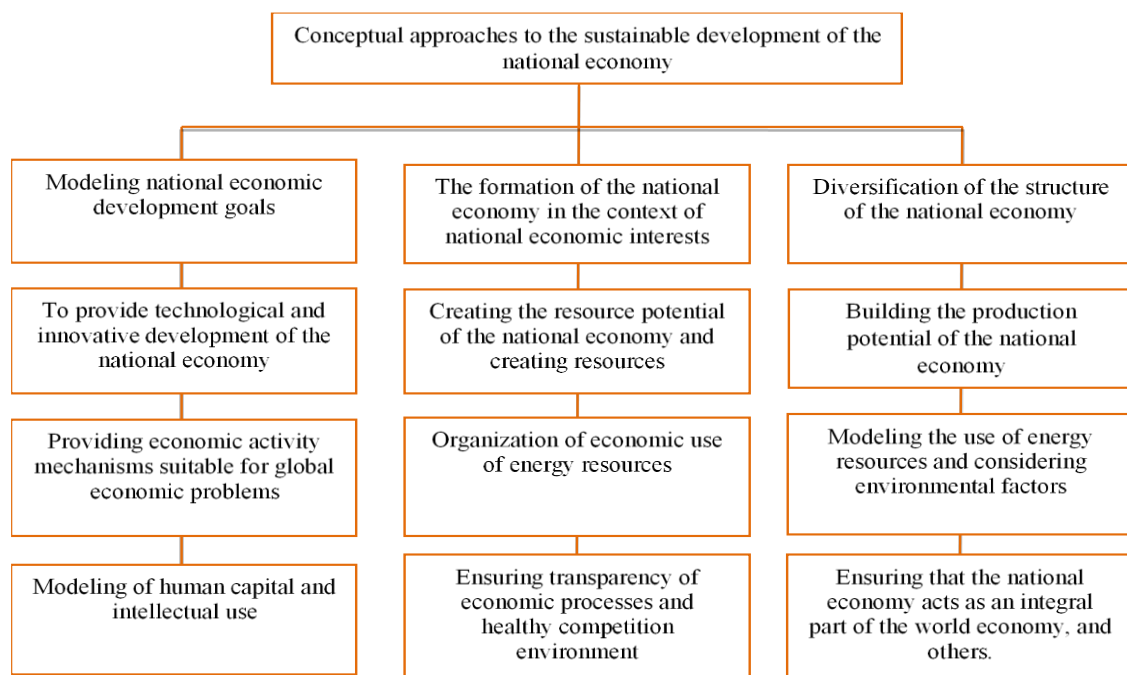 Conceptual approaches to the sustainable development of the
national economy
Modeling national economic
development goals
The formation of the national
economy in the context of
national economic interests
Diversification of the structure
of the national economy
To provide technological and
innovative development of the
national economy
Creating the resource potential
of the national economy and
creating resources
Building the production
potential of the national
economy
Providing economic activity
mechanisms suitable for global
economic problems
Organization of economic use
of energy resources
Modeling the use of energy
resources and considering
environmental factors
Modeling of human capital and
intellectual use
Ensuring transparency of
economic processes and
healthy competition
environment
Ensuring that the national
economy acts as an integral
part of the world economy, and
others.